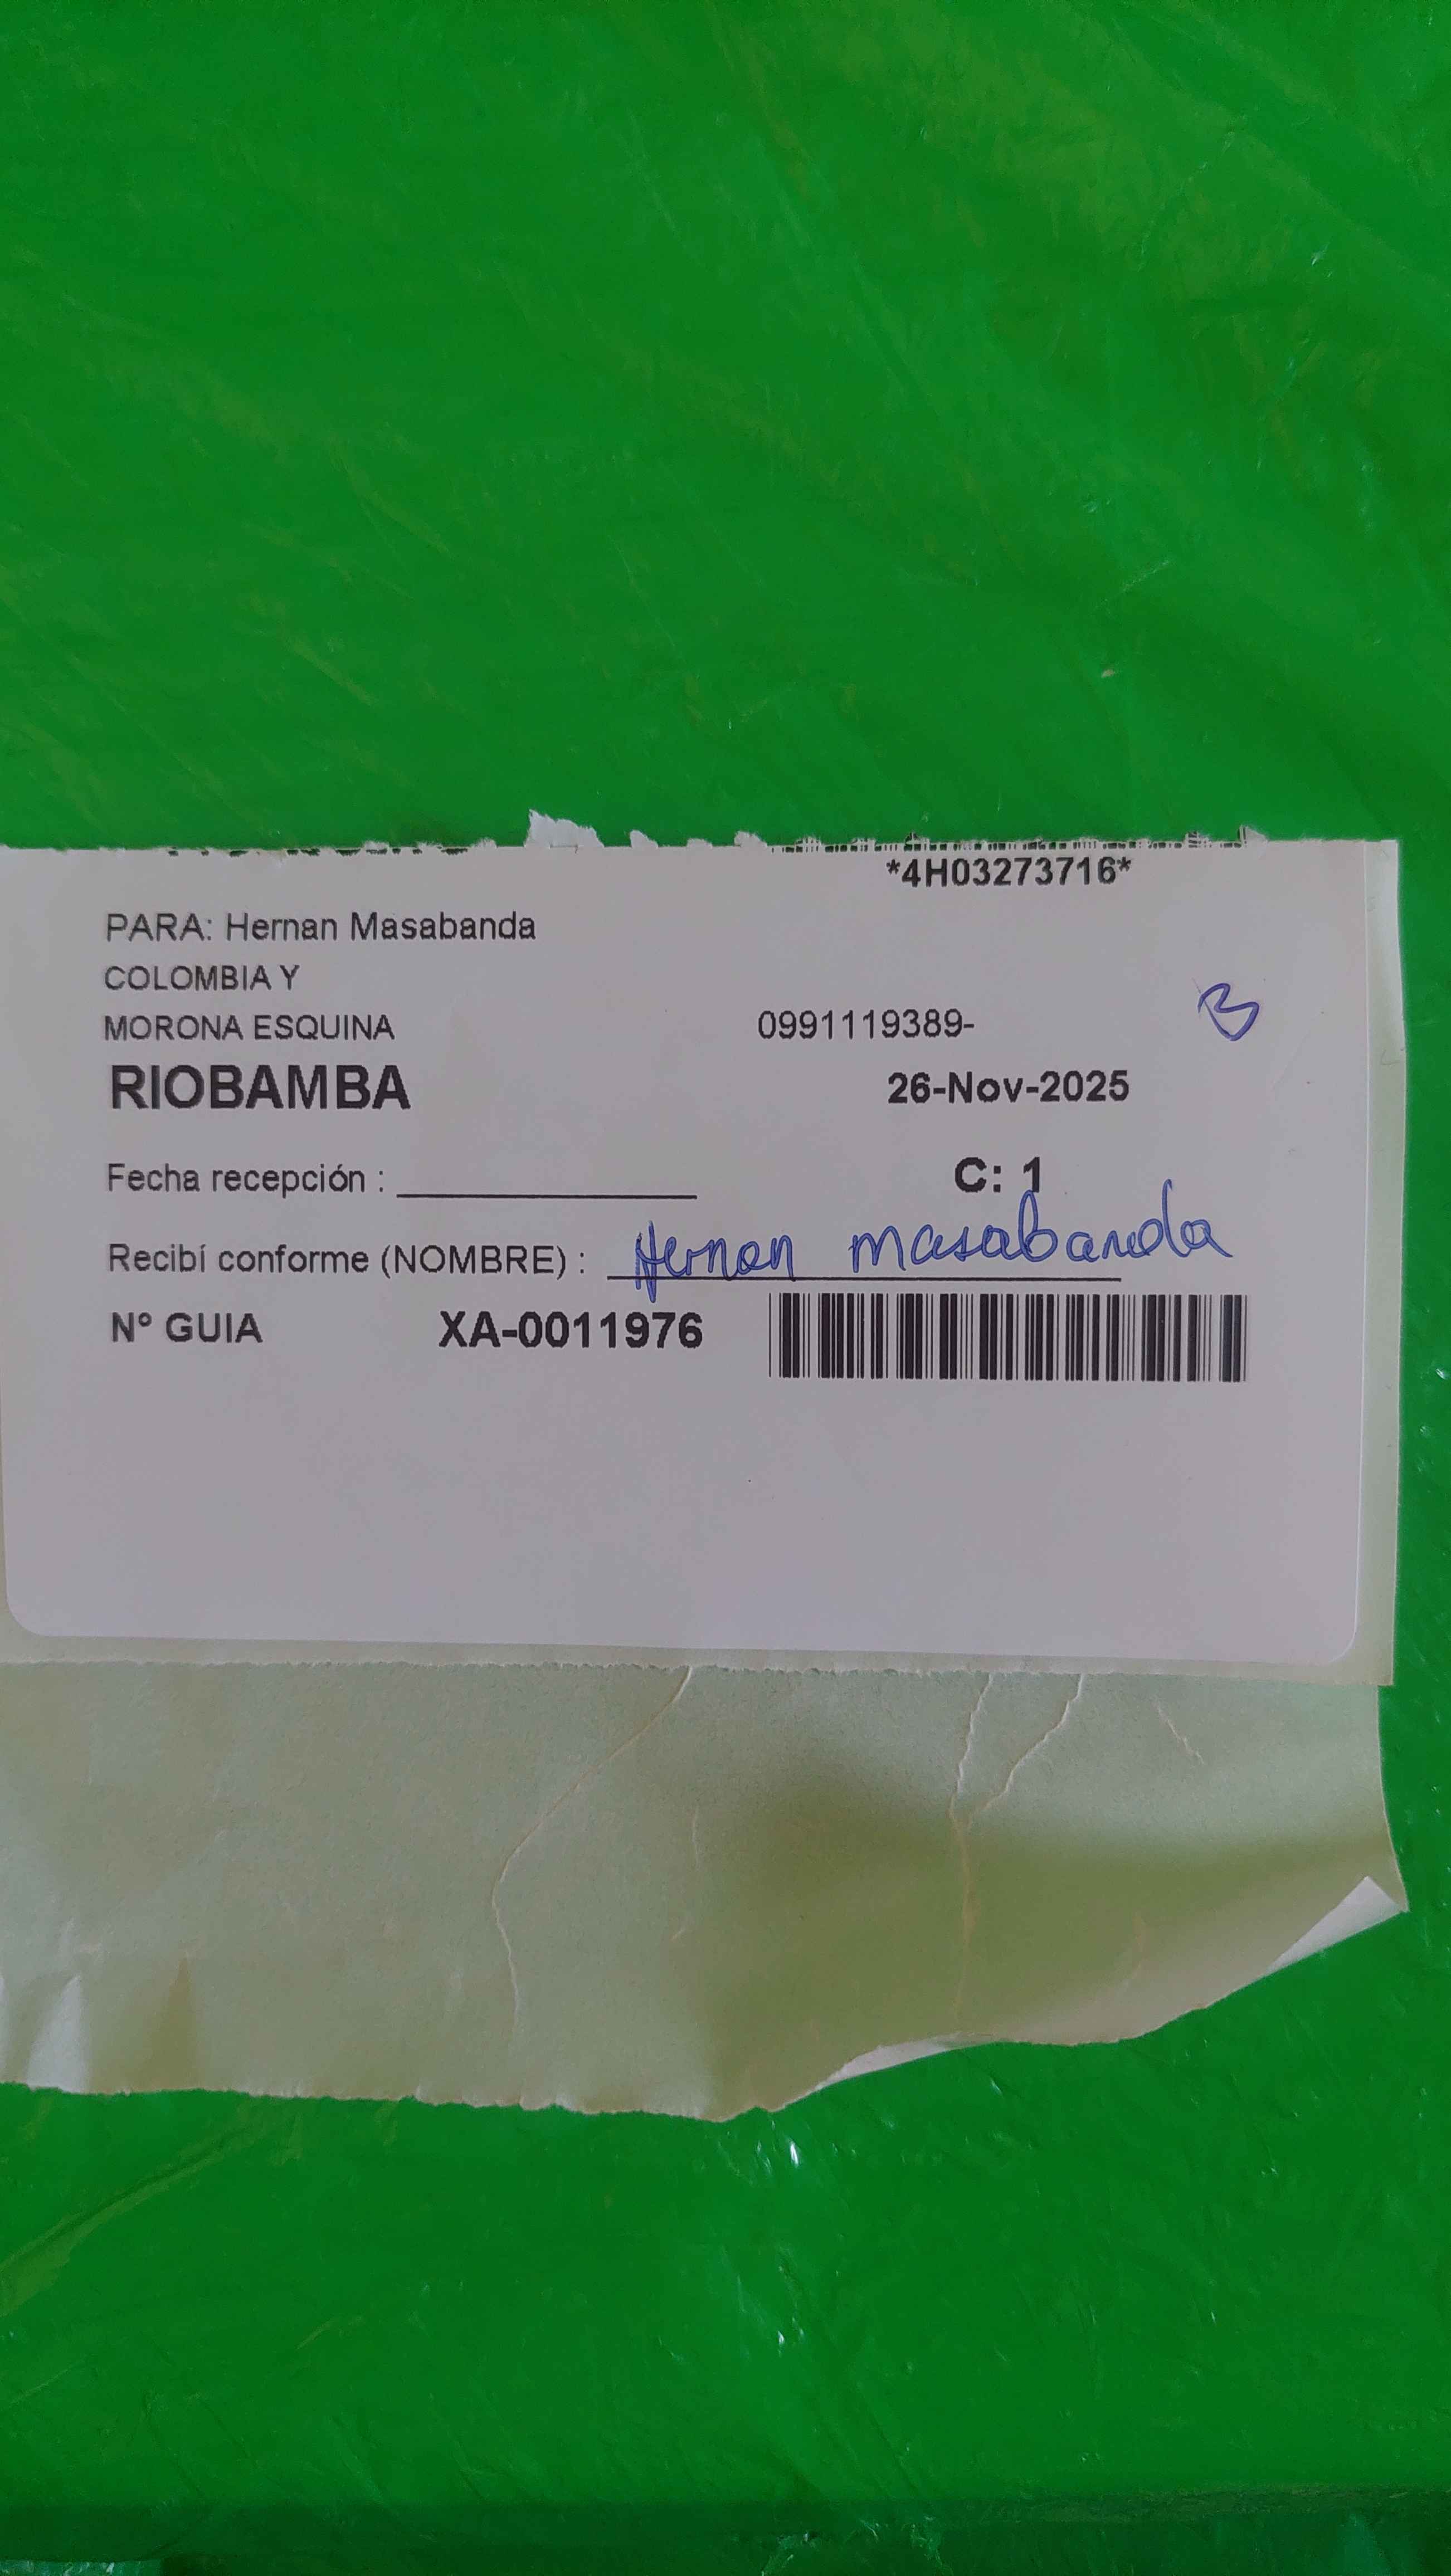 *4H03273716*
PARA: Hernan Masabanda
COLOMBIA Y
MORONA ESQUINA 0991119389-
B
RIOBAMBA 26-Nov-2025
Fecha recepción : C: 1
Recibí conforme (NOMBRE) : Hernan masabanda
N° GUIA XA-0011976